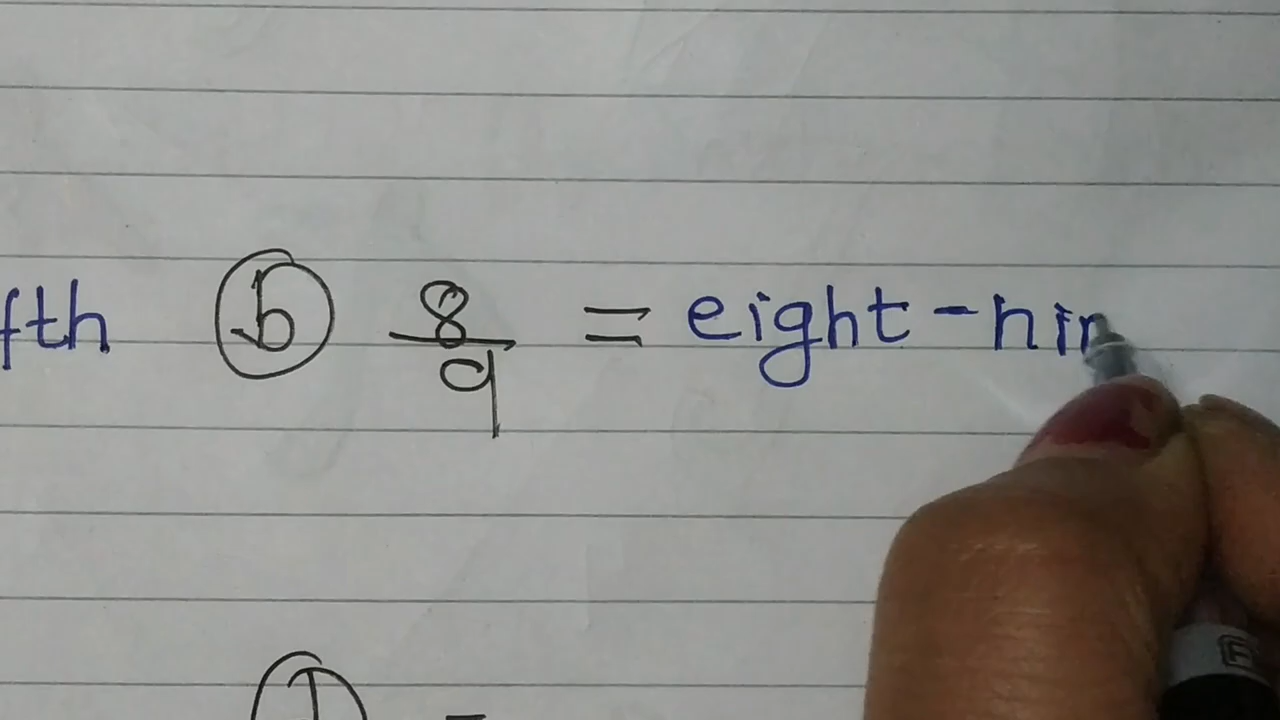 fth ⓑ 8/9 = eight-nin